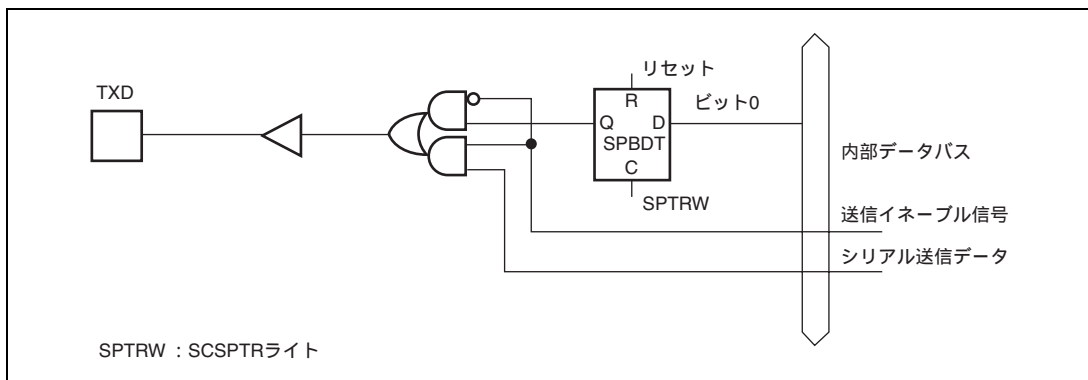 リセット
TXD
R
ビット0
Q D
SPBDT
C
内部データバス
SPTRW
送信イネーブル信号
シリアル送信データ
SPTRW : SCSPTRライト